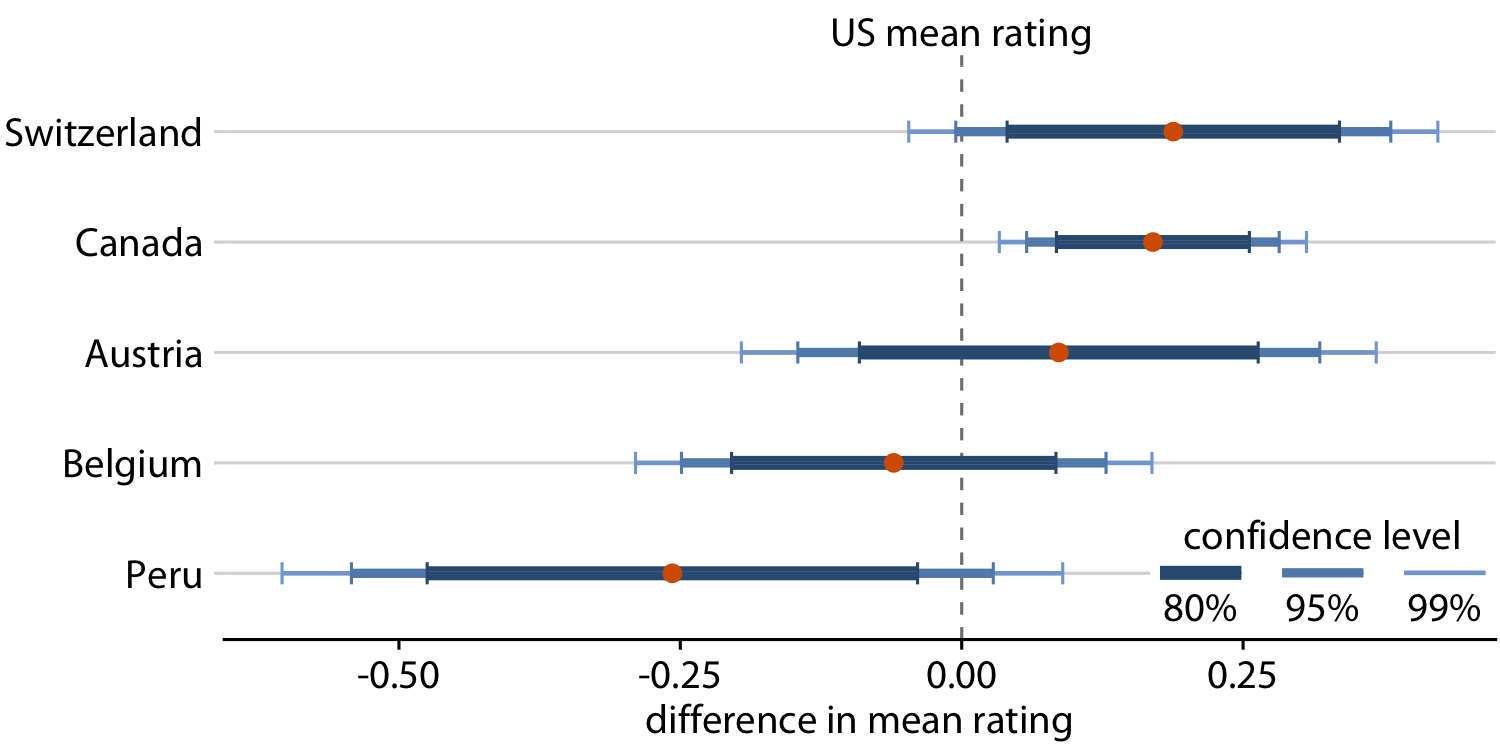 US mean rating
Switzerland
Canada
Austria
Belgium
Peru
confidence level
80% 95% 99%
-0.50 -0.25 0.00 0.25
difference in mean rating